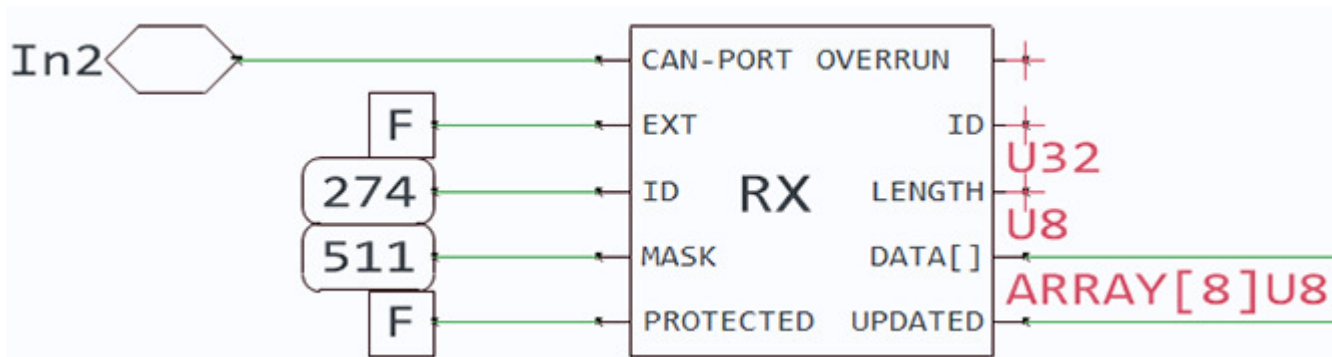 In2 CAN-PORT OVERRUN
F EXT ID
U32
274 ID RX LENGTH
U8
511 MASK DATA[]
ARRAY[8]U8
F PROTECTED UPDATED